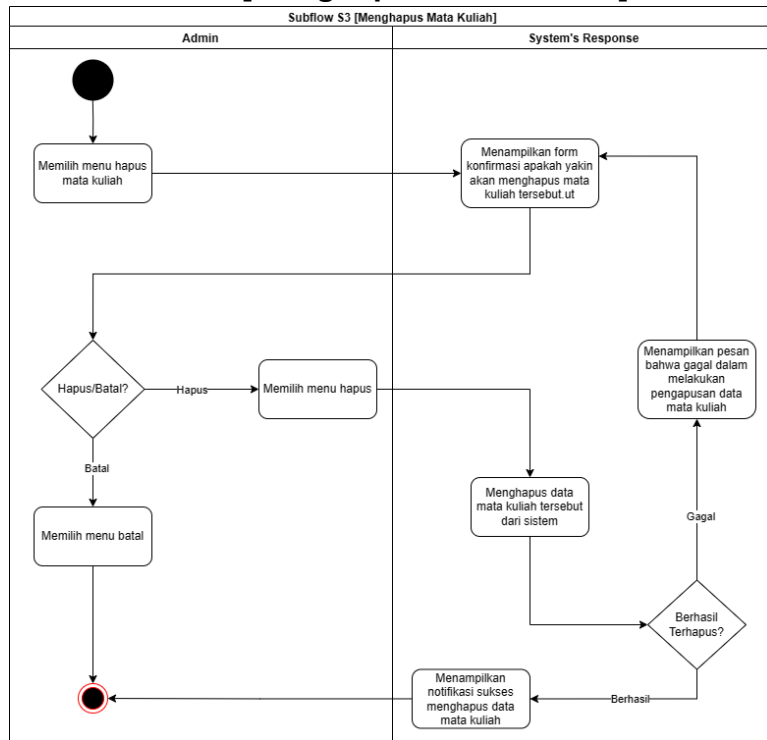 Subflow S3 [Menghapus Mata Kuliah]
Admin
System's Response
Memilih menu hapus
mata kuliah
Menampilkan form
konfirmasi apakah yakin
akan menghapus mata
kuliah tersebut.ut
Hapus/Batal?
Hapus
Memilih menu hapus
Menampilkan pesan
bahwa gagal dalam
melakukan
pengapusan data
mata kuliah
Batal
Memilih menu batal
Menghapus data
mata kuliah tersebut
dari sistem
Gagal
Berhasil
Terhapus?
Menampilkan
notifikasi sukses
menghapus data
mata kuliah
Berhasil